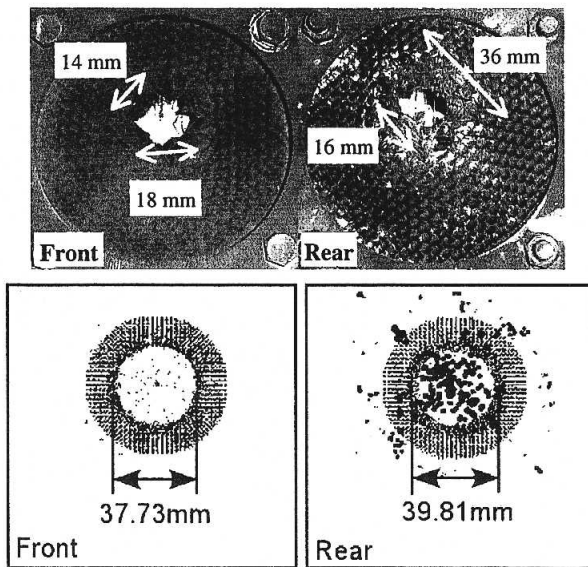 14 mm
36 mm
16 mm
18 mm
Front
Rear
37.73mm
39.81mm
Front
Rear